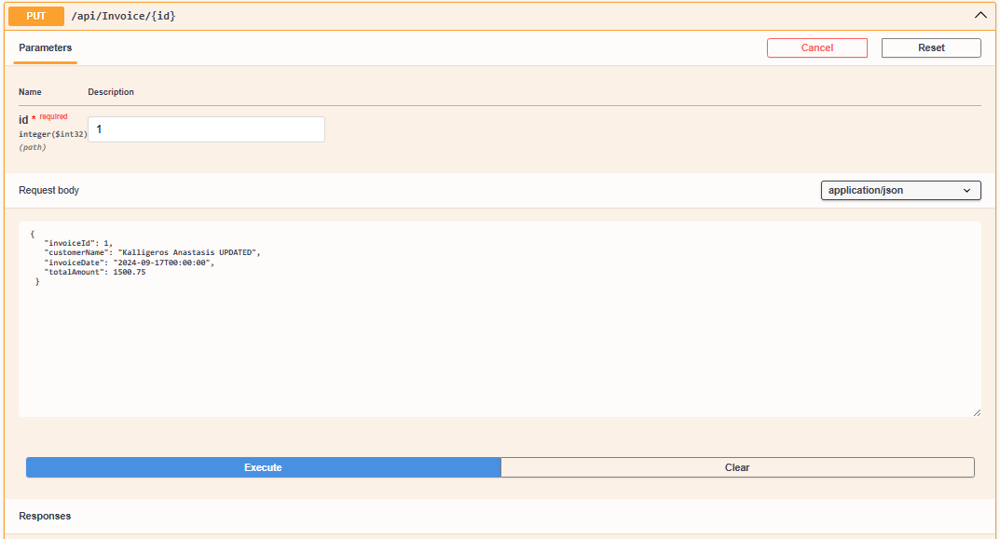 PUT /api/Invoice/{id}
Parameters Cancel Reset
Name Description
id * required 1
integer($int32)
(path)
Request body application/json
{
"invoiceId": 1,
"customerName": "Kalligeros Anastasis UPDATED",
"invoiceDate": "2024-09-17T00:00:00",
"totalAmount": 1500.75
}
Execute Clear
Responses